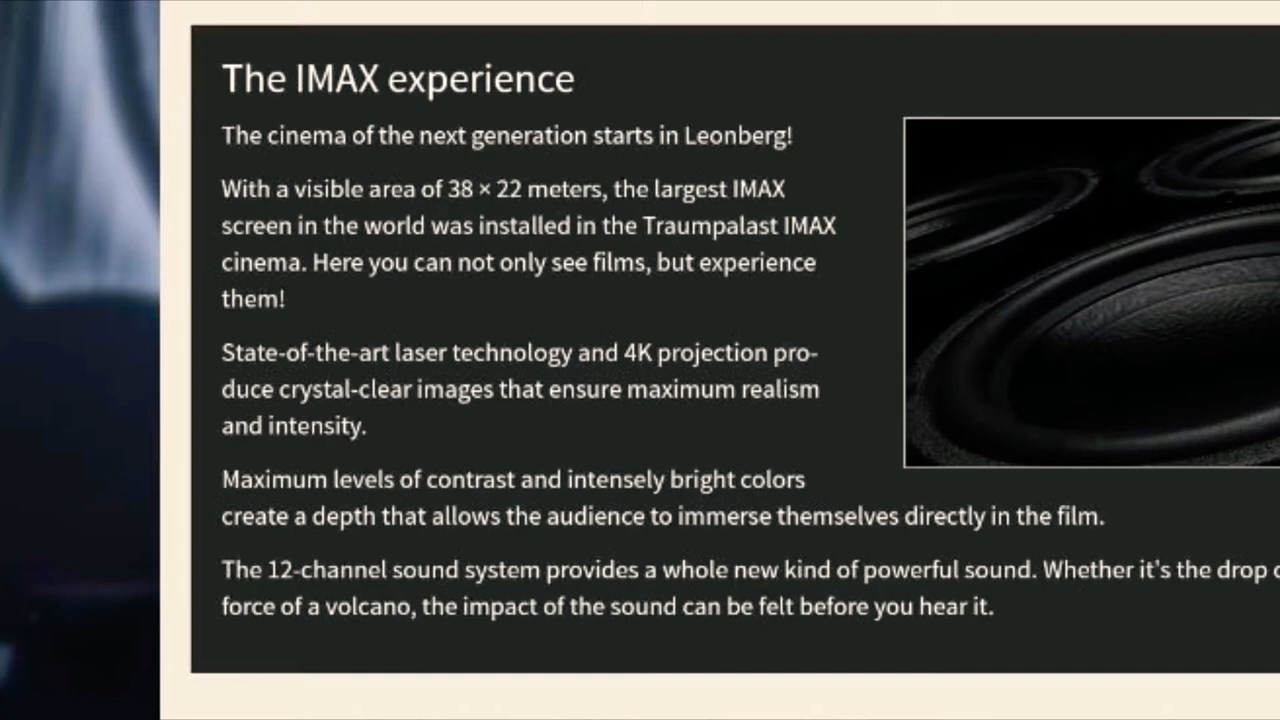 The IMAX experience
The cinema of the next generation starts in Leonberg!
With a visible area of 38 × 22 meters, the largest IMAX
screen in the world was installed in the Traumpalast IMAX
cinema. Here you can not only see films, but experience
them!
State-of-the-art laser technology and 4K projection pro-
duce crystal-clear images that ensure maximum realism
and intensity.
Maximum levels of contrast and intensely bright colors
create a depth that allows the audience to immerse themselves directly in the film.
The 12-channel sound system provides a whole new kind of powerful sound. Whether it's the drop
force of a volcano, the impact of the sound can be felt before you hear it.